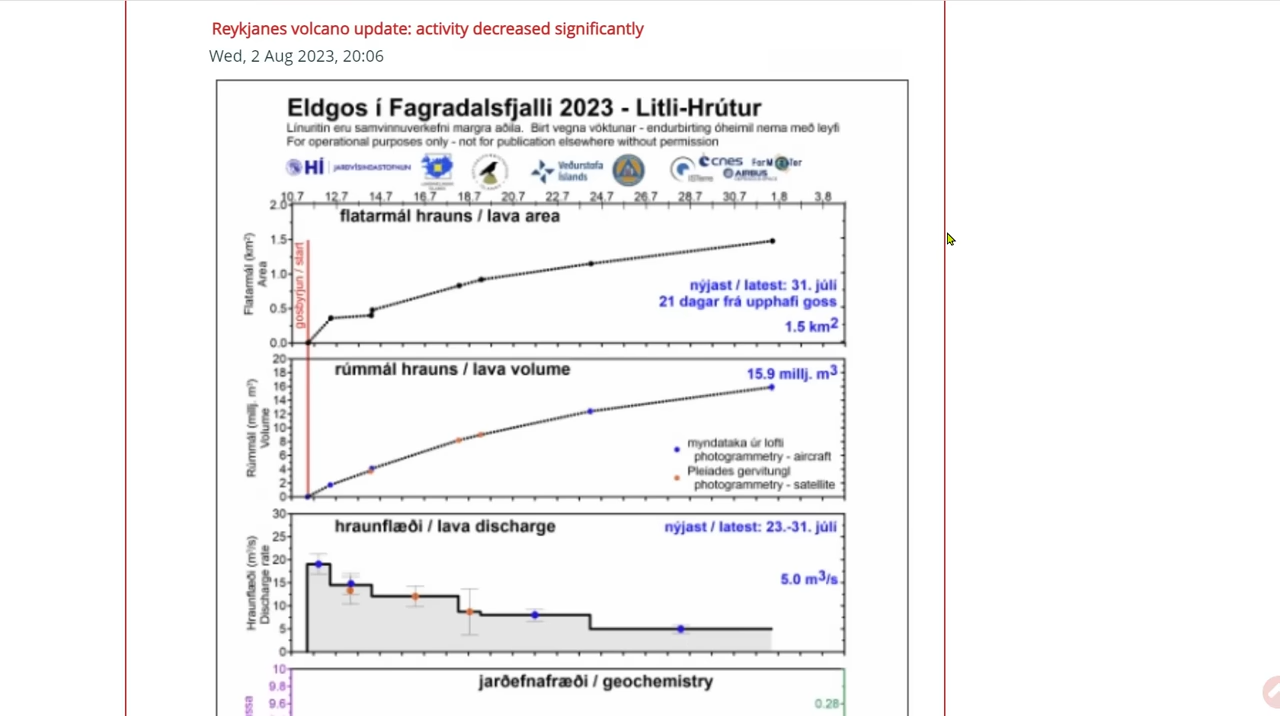 Reykjanes volcano update: activity decreased significantly
Wed, 2 Aug 2023, 20:06
Eldgos í Fagradalsfjalli 2023 - Litli-Hrútur
Línuritin eru samvinnuverkefni margra aðila. Birt vegna vöktunar - endurbirting óheimil nema með leyfi
For operational purposes only - not for publication elsewhere without permission
HÍ JARÐVÍSINDASTOFNUN
Veðurstofa
Íslands
cnes
AIRBUS
10.7 12.7 14.7 16.7 18.7 20.7 22.7 24.7 26.7 28.7 30.7 1.8 3.8
flatarmál hrauns / lava area
2.0
1.5
1.0
0.5
0.0
Flatarmál (km²)
Area
gosbyrjun / start
nýjast / latest: 31. júlí
21 dagar frá upphafi goss
1.5 km²
rúmmál hrauns / lava volume
15.9 millj. m³
20
18
16
14
12
10
8
6
4
2
0
Rúmmál (millj. m³)
Volume
myndataka úr lofti
photogrammetry - aircraft
Pleiades gervitungl
photogrammetry - satellite
hraunflæði / lava discharge
nýjast / latest: 23.-31. júlí
5.0 m³/s
30
25
20
15
10
5
0
Hraunflæði (m³/s)
Discharge rate
jarðefnafræði / geochemistry
10
9.8
9.6
0.28